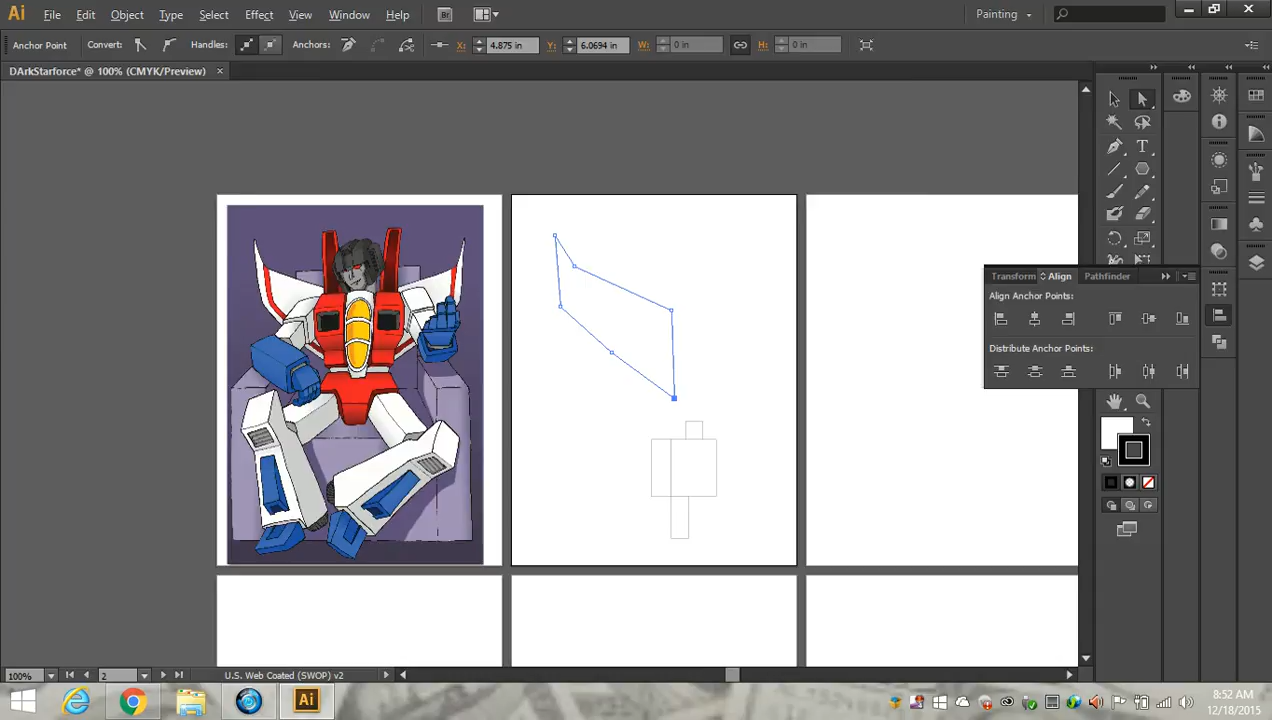 Ai File Edit Object Type Select Effect View Window Help Br Painting
Anchor Point Convert: Handles: Anchors: X: 4.875 in Y: 6.0694 in W: 0 in H: 0 in
DArkStarforce* @ 100% (CMYK/Preview) ×
T
Transform Align Pathfinder
Align Anchor Points:
Distribute Anchor Points:
100% 2 U.S. Web Coated (SWOP) v2
Ai
8:52 AM
12/18/2015